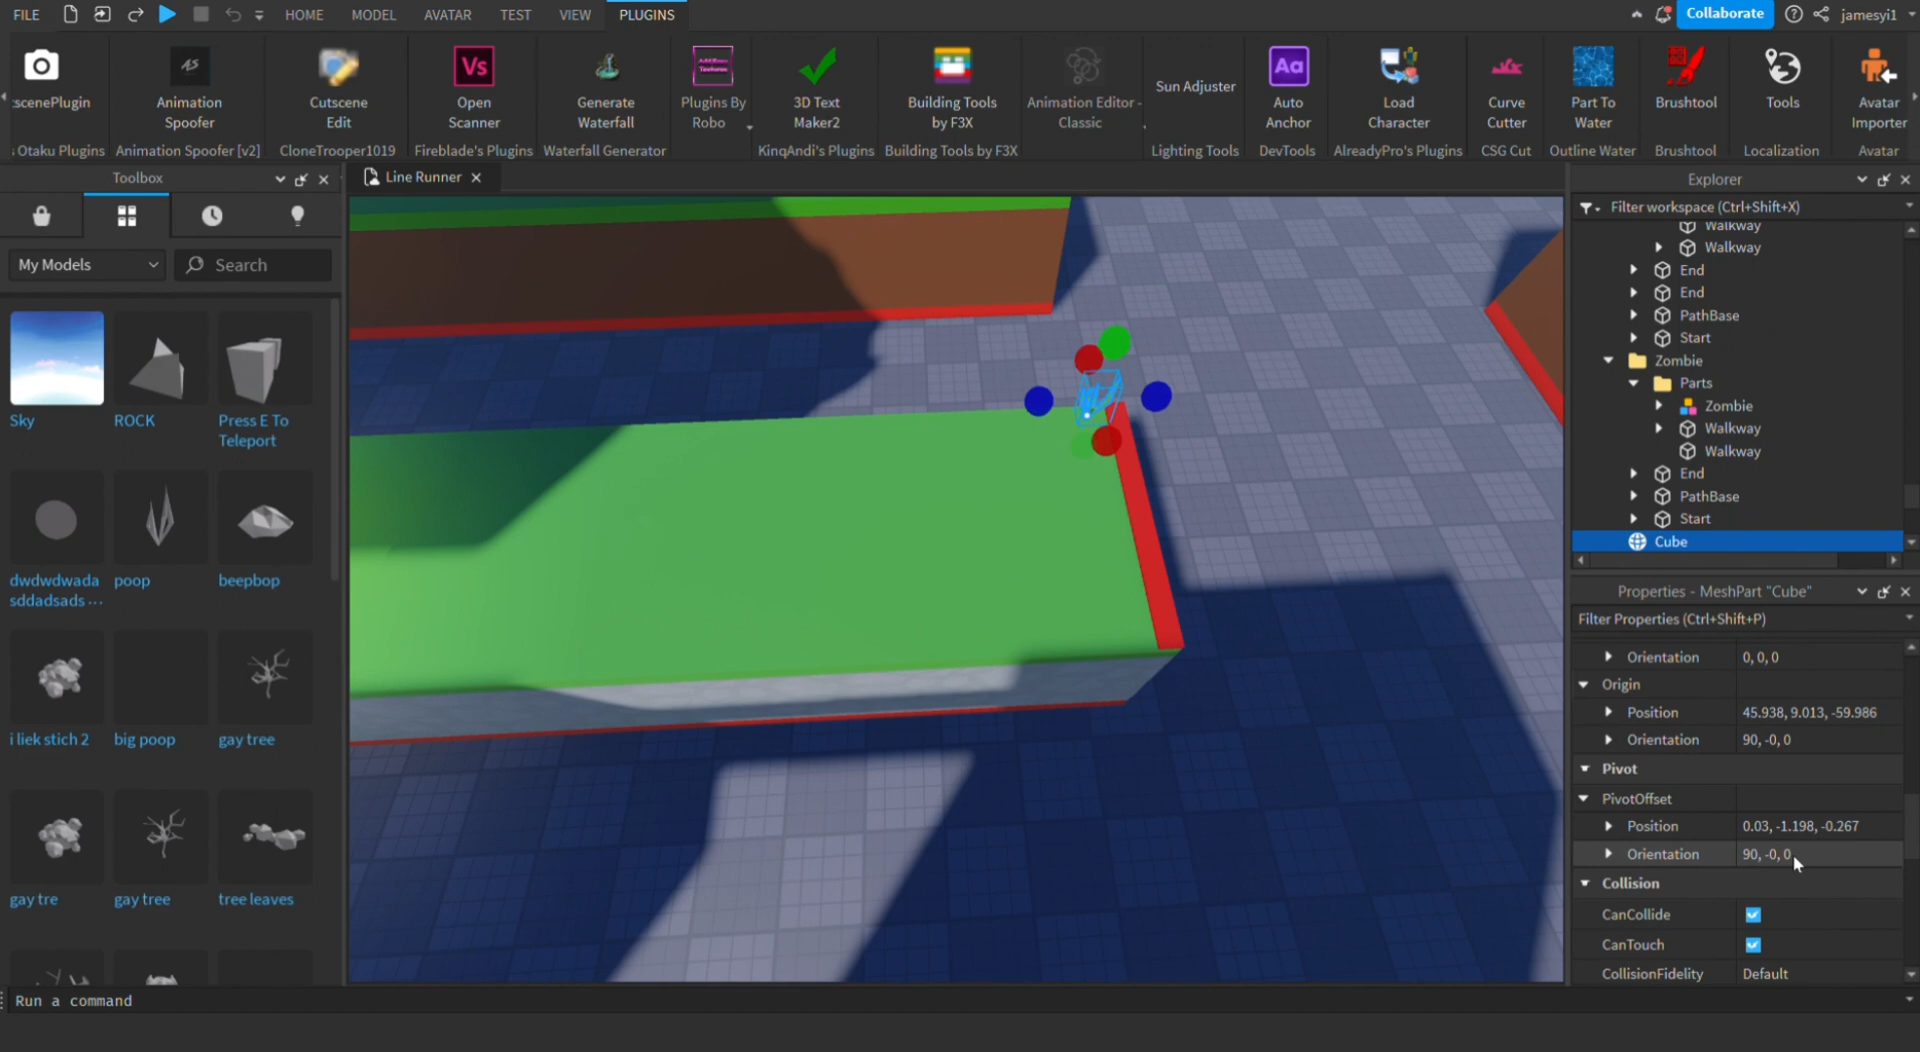 FILE HOME MODEL AVATAR TEST VIEW PLUGINS Collaborate jamesyi1
scenePlugin
Animation
Spoofer
Cutscene
Edit
Vs
Open
Scanner
Generate
Waterfall
Plugins By
Robo
3D Text
Maker2
Building Tools
by F3X
Animation Editor -
Classic
Sun Adjuster
Aa
Auto
Anchor
Load
Character
Curve
Cutter
Part To
Water
Brushtool
Tools
Avatar
Importer
AS
Otaku Plugins Animation Spoofer [v2] CloneTrooper1019 Fireblade's Plugins Waterfall Generator KinqAndi's Plugins Building Tools by F3X Lighting Tools DevTools AlreadyPro's Plugins CSG Cut Outline Water Brushtool Localization Avatar
Toolbox
My Models
Search
Sky
ROCK
Press E To
Teleport
dwdwdwada
sddadsads ...
poop
beepbop
i liek stich 2
big poop
gay tree
gay tre
gay tree
tree leaves
Line Runner
Explorer
Filter workspace (Ctrl+Shift+X)
Walkway
Walkway
End
End
PathBase
Start
Zombie
Parts
Zombie
Walkway
Walkway
End
PathBase
Start
Cube
Properties - MeshPart "Cube"
Filter Properties (Ctrl+Shift+P)
Orientation 0, 0, 0
Origin
Position 45.938, 9.013, -59.986
Orientation 90, -0, 0
Pivot
PivotOffset
Position 0.03, -1.198, -0.267
Orientation 90, -0, 0
Collision
CanCollide
CanTouch
CollisionFidelity Default
Run a command